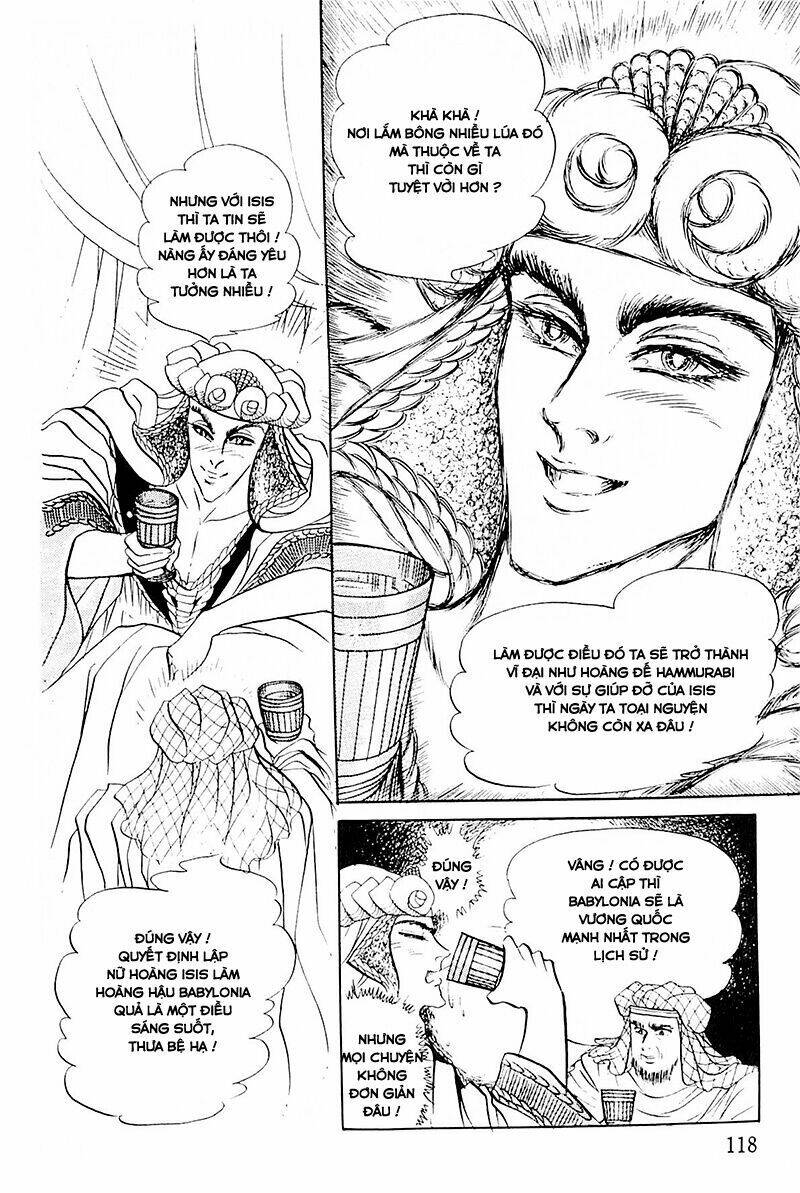 KHÀ KHÀ !
NƠI LẮM BÔNG NHIỀU LÚA ĐÓ
MÀ THUỘC VỀ TA
THÌ CÒN GÌ
TUYỆT VỜI HƠN ?
LÀM ĐƯỢC ĐIỀU ĐÓ TA SẼ TRỞ THÀNH
VĨ ĐẠI NHƯ HOÀNG ĐẾ HAMMURABI
VÀ VỚI SỰ GIÚP ĐỞ CỦA ISIS
THÌ NGÀY TA TOẠI NGUYỆN
KHÔNG CÒN XA ĐÂU !
VÂNG ! CÓ ĐƯỢC
AI CẬP THÌ
BABYLONIA SẼ LÀ
VƯƠNG QUỐC
MẠNH NHẤT TRONG
LỊCH SỬ !
ĐÚNG
VẬY !
NHƯNG
MỌI CHUYỆN
KHÔNG
ĐƠN GIẢN
ĐÂU !
NHƯNG VỚI ISIS
THÌ TA TIN SẼ
LÀM ĐƯỢC THÔI !
NÀNG ẤY ĐÁNG YÊU
HƠN LÀ TA
TƯỞNG NHIỀU !
ĐÚNG VẬY !
QUYẾT ĐỊNH LẬP
NỮ HOÀNG ISIS LÀM
HOÀNG HẬU BABYLONIA
QUẢ LÀ MỘT ĐIỀU
SÁNG SUỐT,
THƯA BỆ HẠ !
118